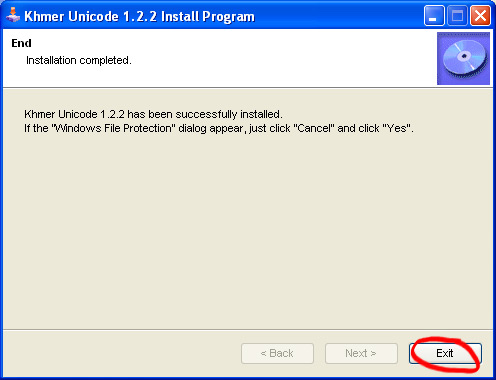 Khmer Unicode 1.2.2 Install Program
End
Installation completed.
Khmer Unicode 1.2.2 has been successfully installed.
If the "Windows File Protection" dialog appear, just click "Cancel" and click "Yes".
< Back
Next >
Exit